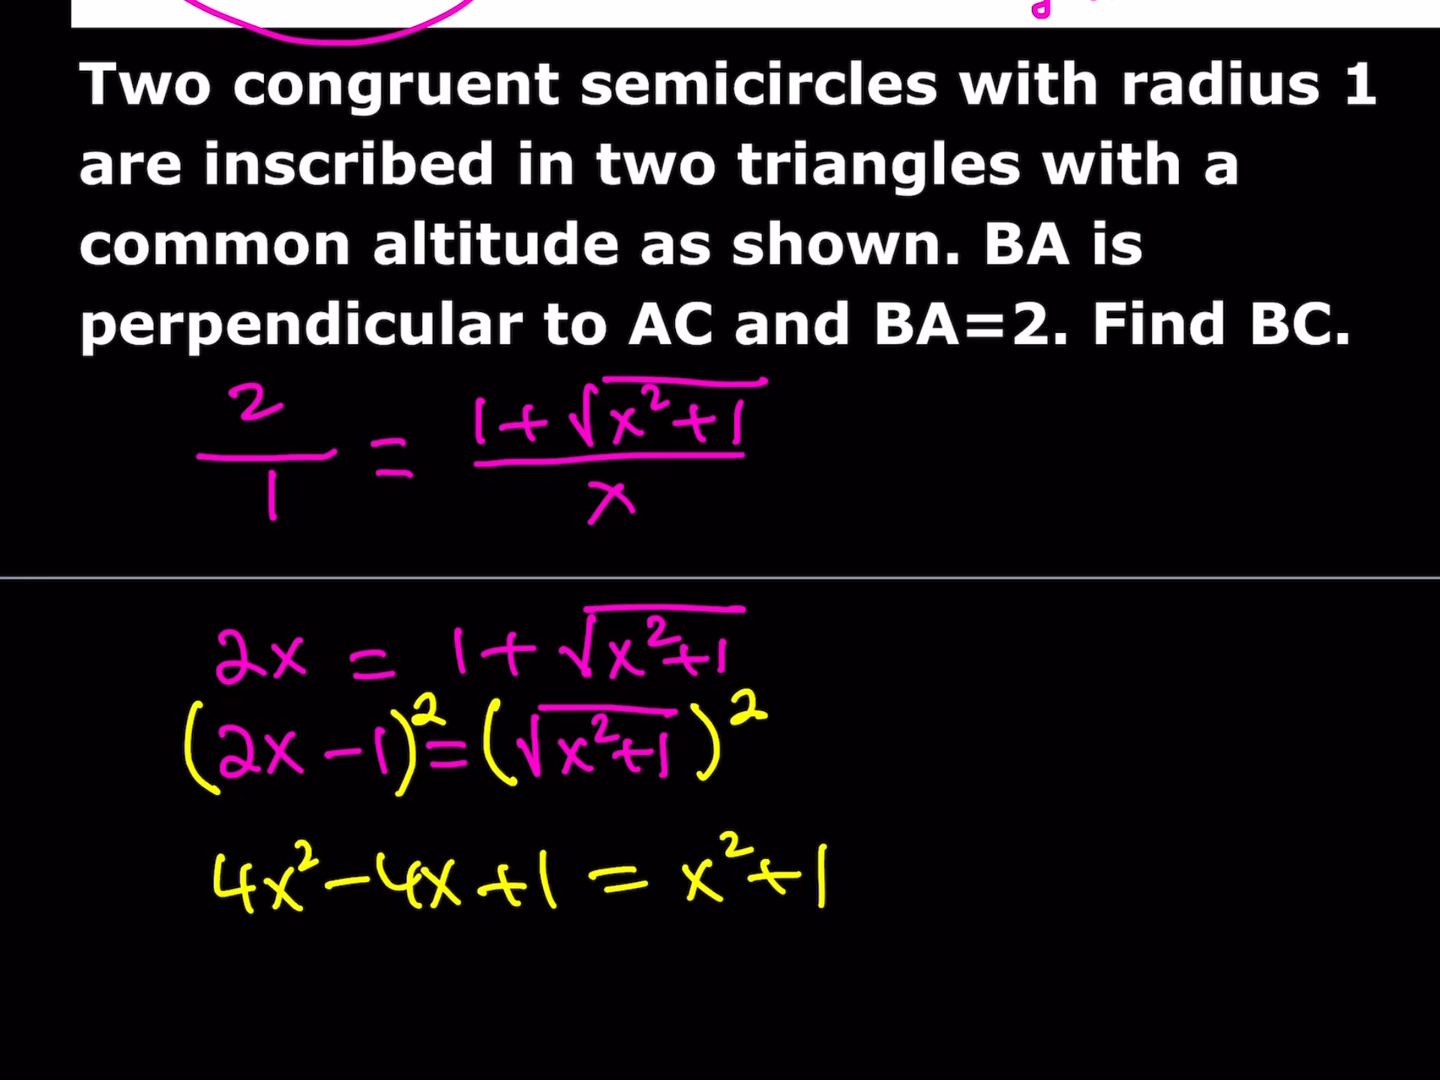 Two congruent semicircles with radius 1
are inscribed in two triangles with a
common altitude as shown. BA is
perpendicular to AC and BA=2. Find BC.
2/1 = (1+√(x²+1))/x
2x = 1+√(x²+1)
(2x-1)² = (√(x²+1))²
4x²-4x+1 = x²+1